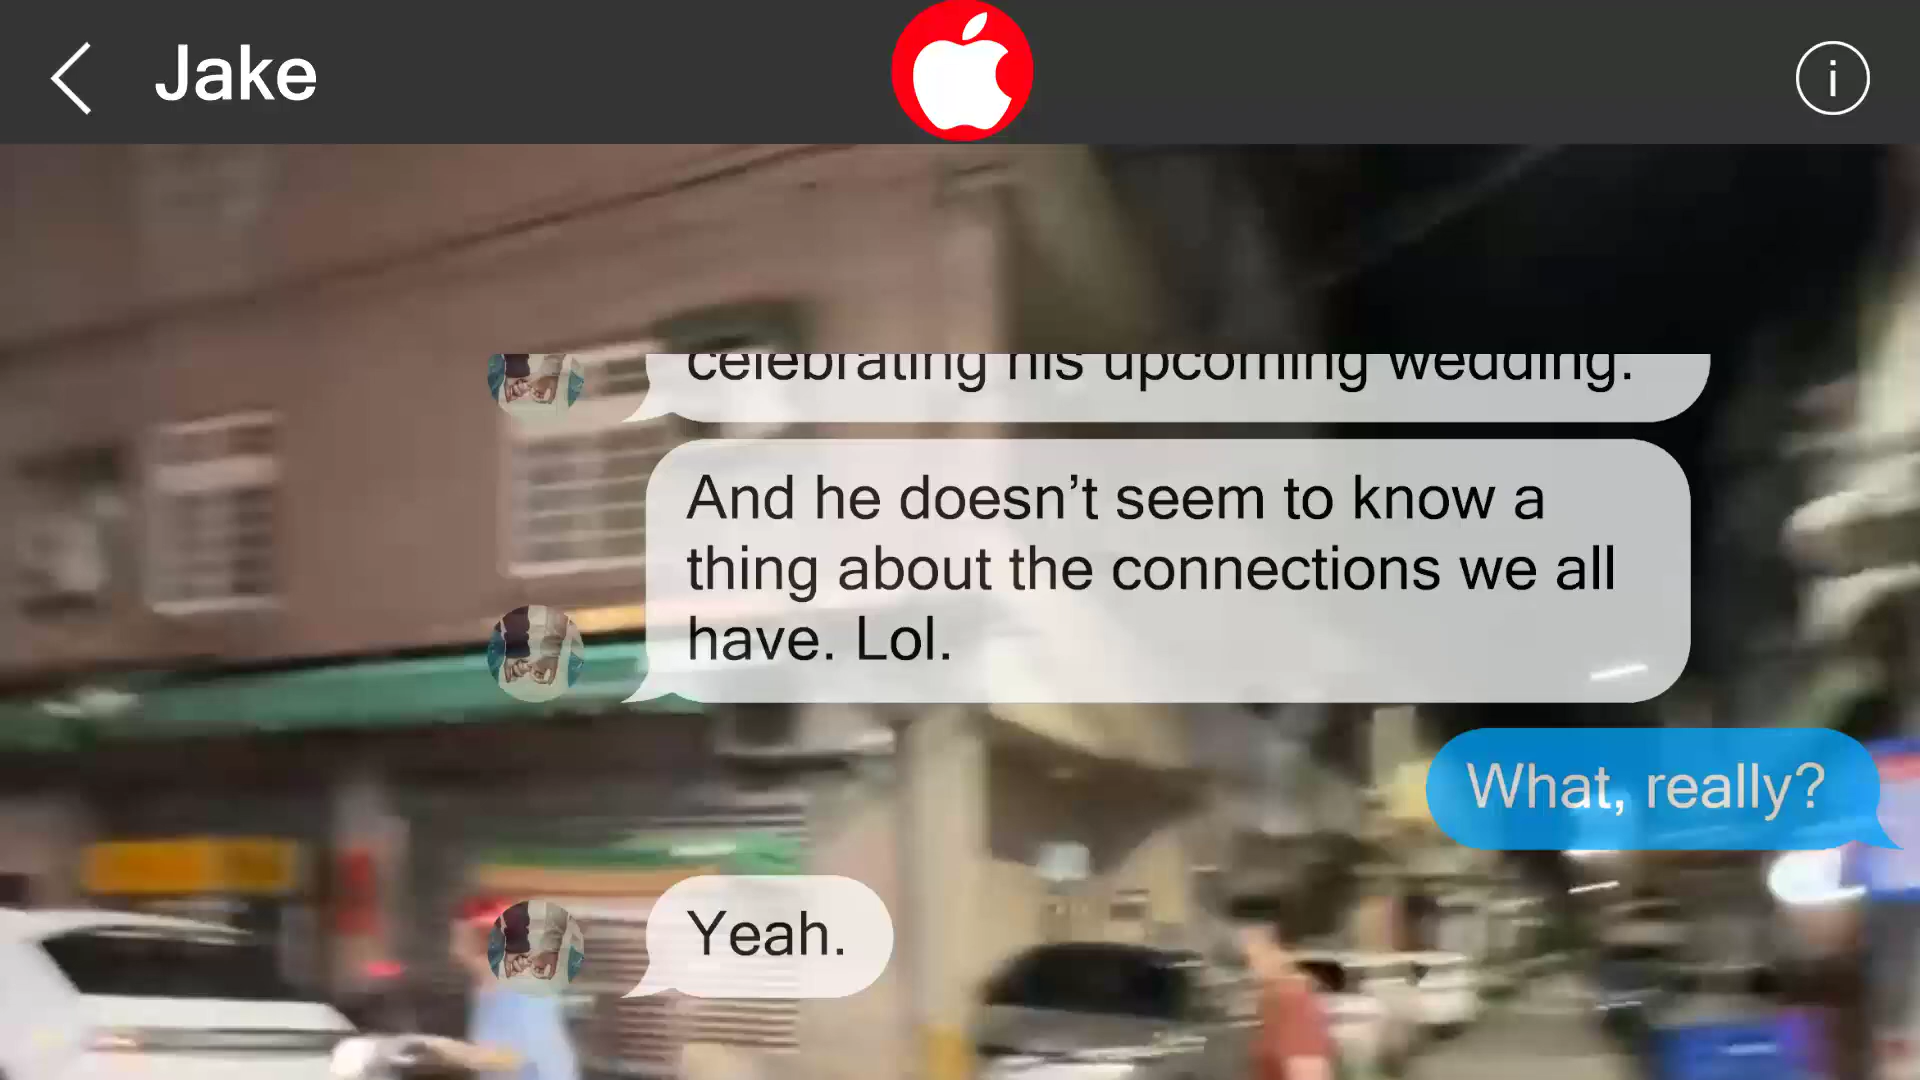 Jake
celebrating his upcoming wedding.
And he doesn’t seem to know a
thing about the connections we all
have. Lol.
What, really?
Yeah.